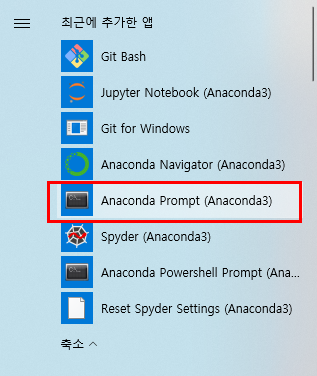 최근에 추가한 앱
Git Bash
Jupyter Notebook (Anaconda3)
Git for Windows
Anaconda Navigator (Anaconda3)
Anaconda Prompt (Anaconda3)
Spyder (Anaconda3)
Anaconda Powershell Prompt (Ana...
Reset Spyder Settings (Anaconda3)
축소